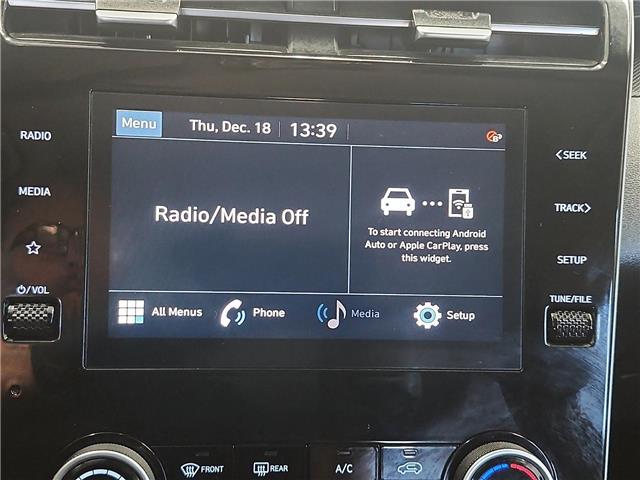 Menu Thu, Dec. 18 13:39
RADIO
MEDIA
/VOL
Radio/Media Off
To start connecting Android
Auto or Apple CarPlay, press
this widget.
All Menus Phone Media Setup
<SEEK
TRACK>
SETUP
TUNE/FILE
FRONT REAR A/C